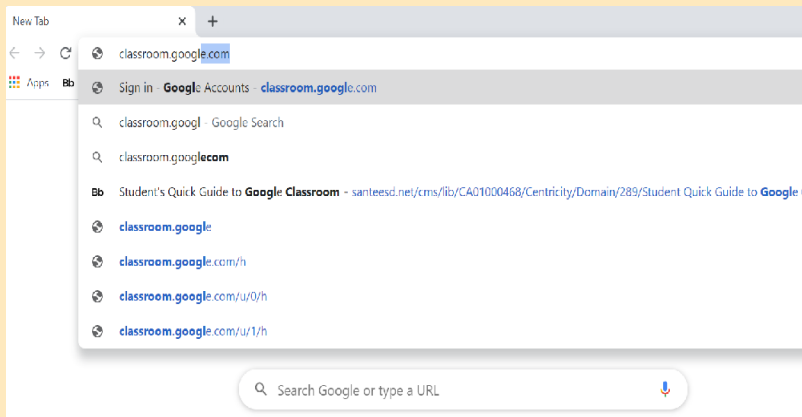 New Tab
classroom.google.com
Apps Bb
Sign in - Google Accounts - classroom.google.com
classroom.googl - Google Search
classroom.googlecom
Bb Student's Quick Guide to Google Classroom - santeesd.net/cms/lib/CA01000468/Centricity/Domain/289/Student Quick Guide to Google
classroom.google
classroom.google.com/h
classroom.google.com/u/0/h
classroom.google.com/u/1/h
Search Google or type a URL